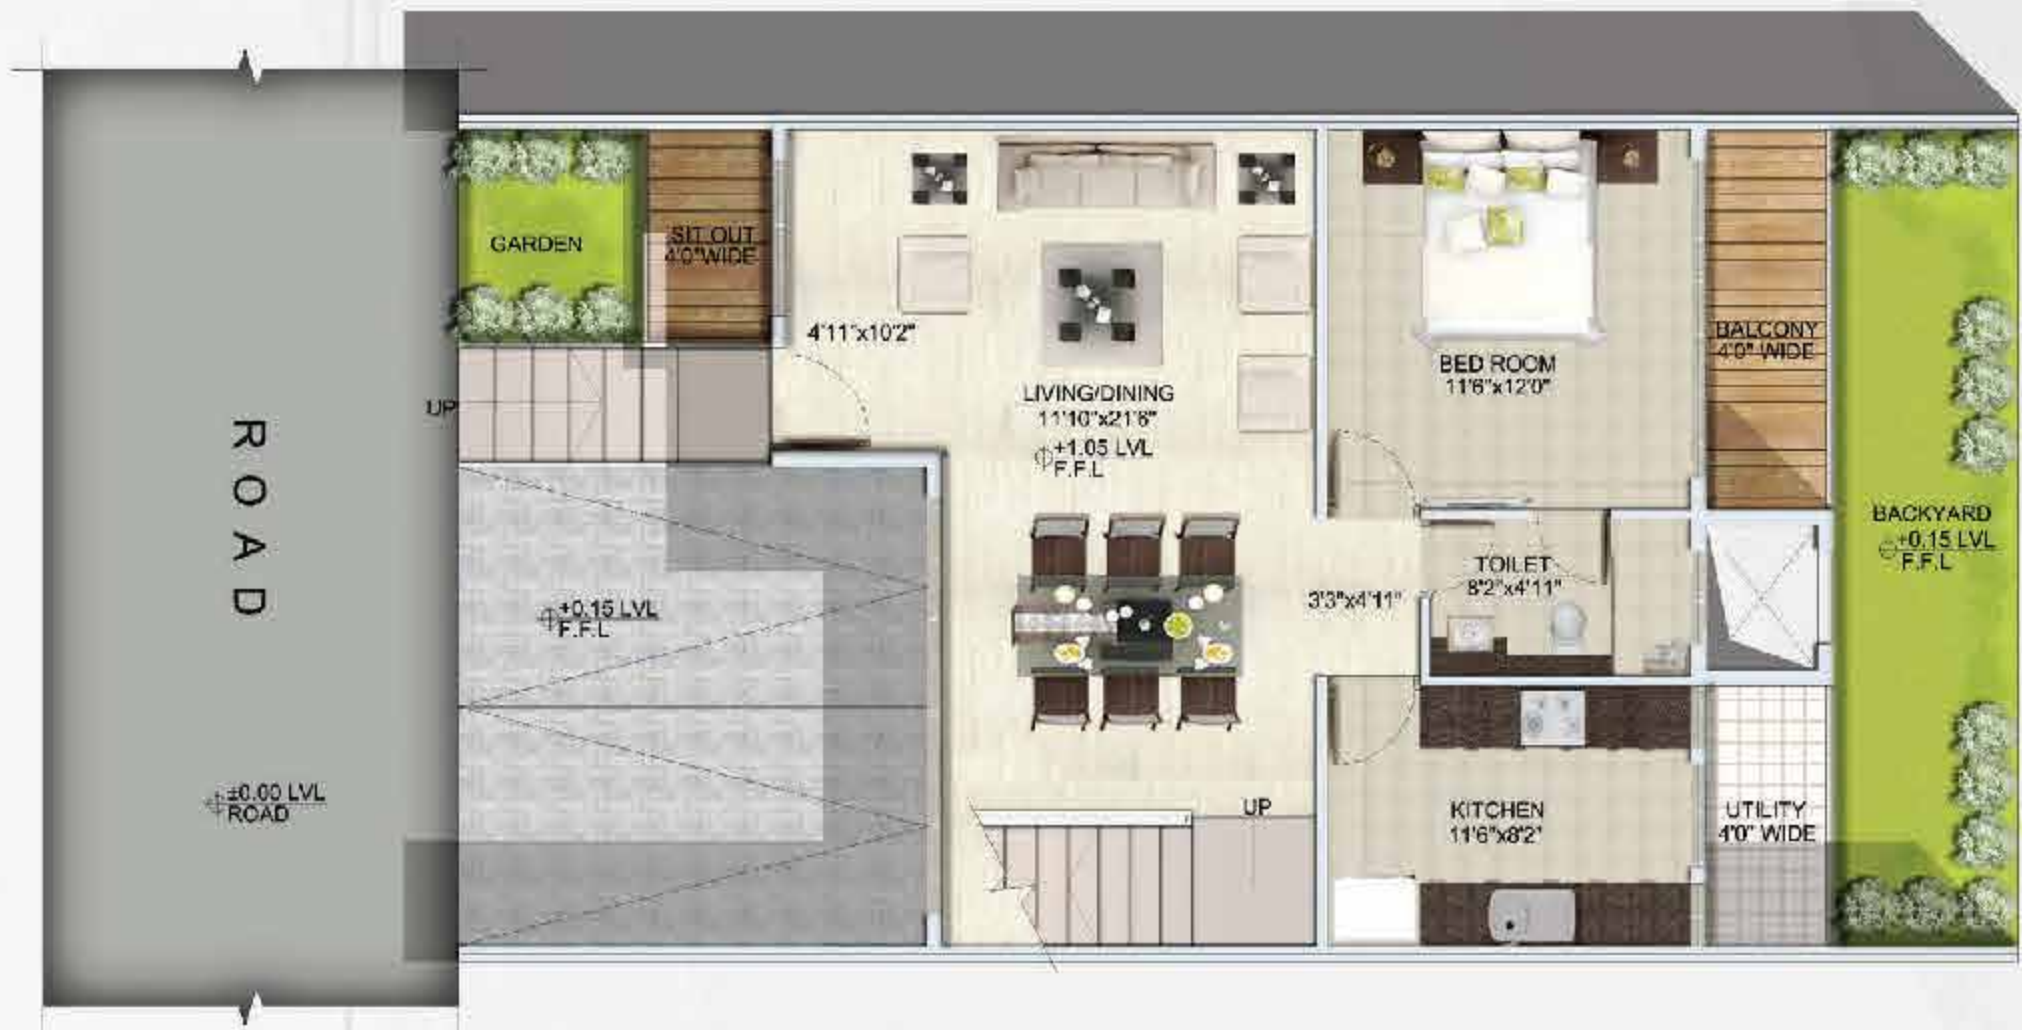 ROAD
±0.00 LVL
ROAD
GARDEN
SIT OUT
4'0"WIDE
UP
+0.15 LVL
F.F.L
4'11"x10'2"
LIVING/DINING
11'10"x21'6"
+1.05 LVL
F.F.L
UP
BED ROOM
11'6"x12'0"
BALCONY
4'0" WIDE
TOILET
8'2"x4'11"
3'3"x4'11"
KITCHEN
11'6"x8'2"
UTILITY
4'0" WIDE
BACKYARD
+0.15 LVL
F.F.L